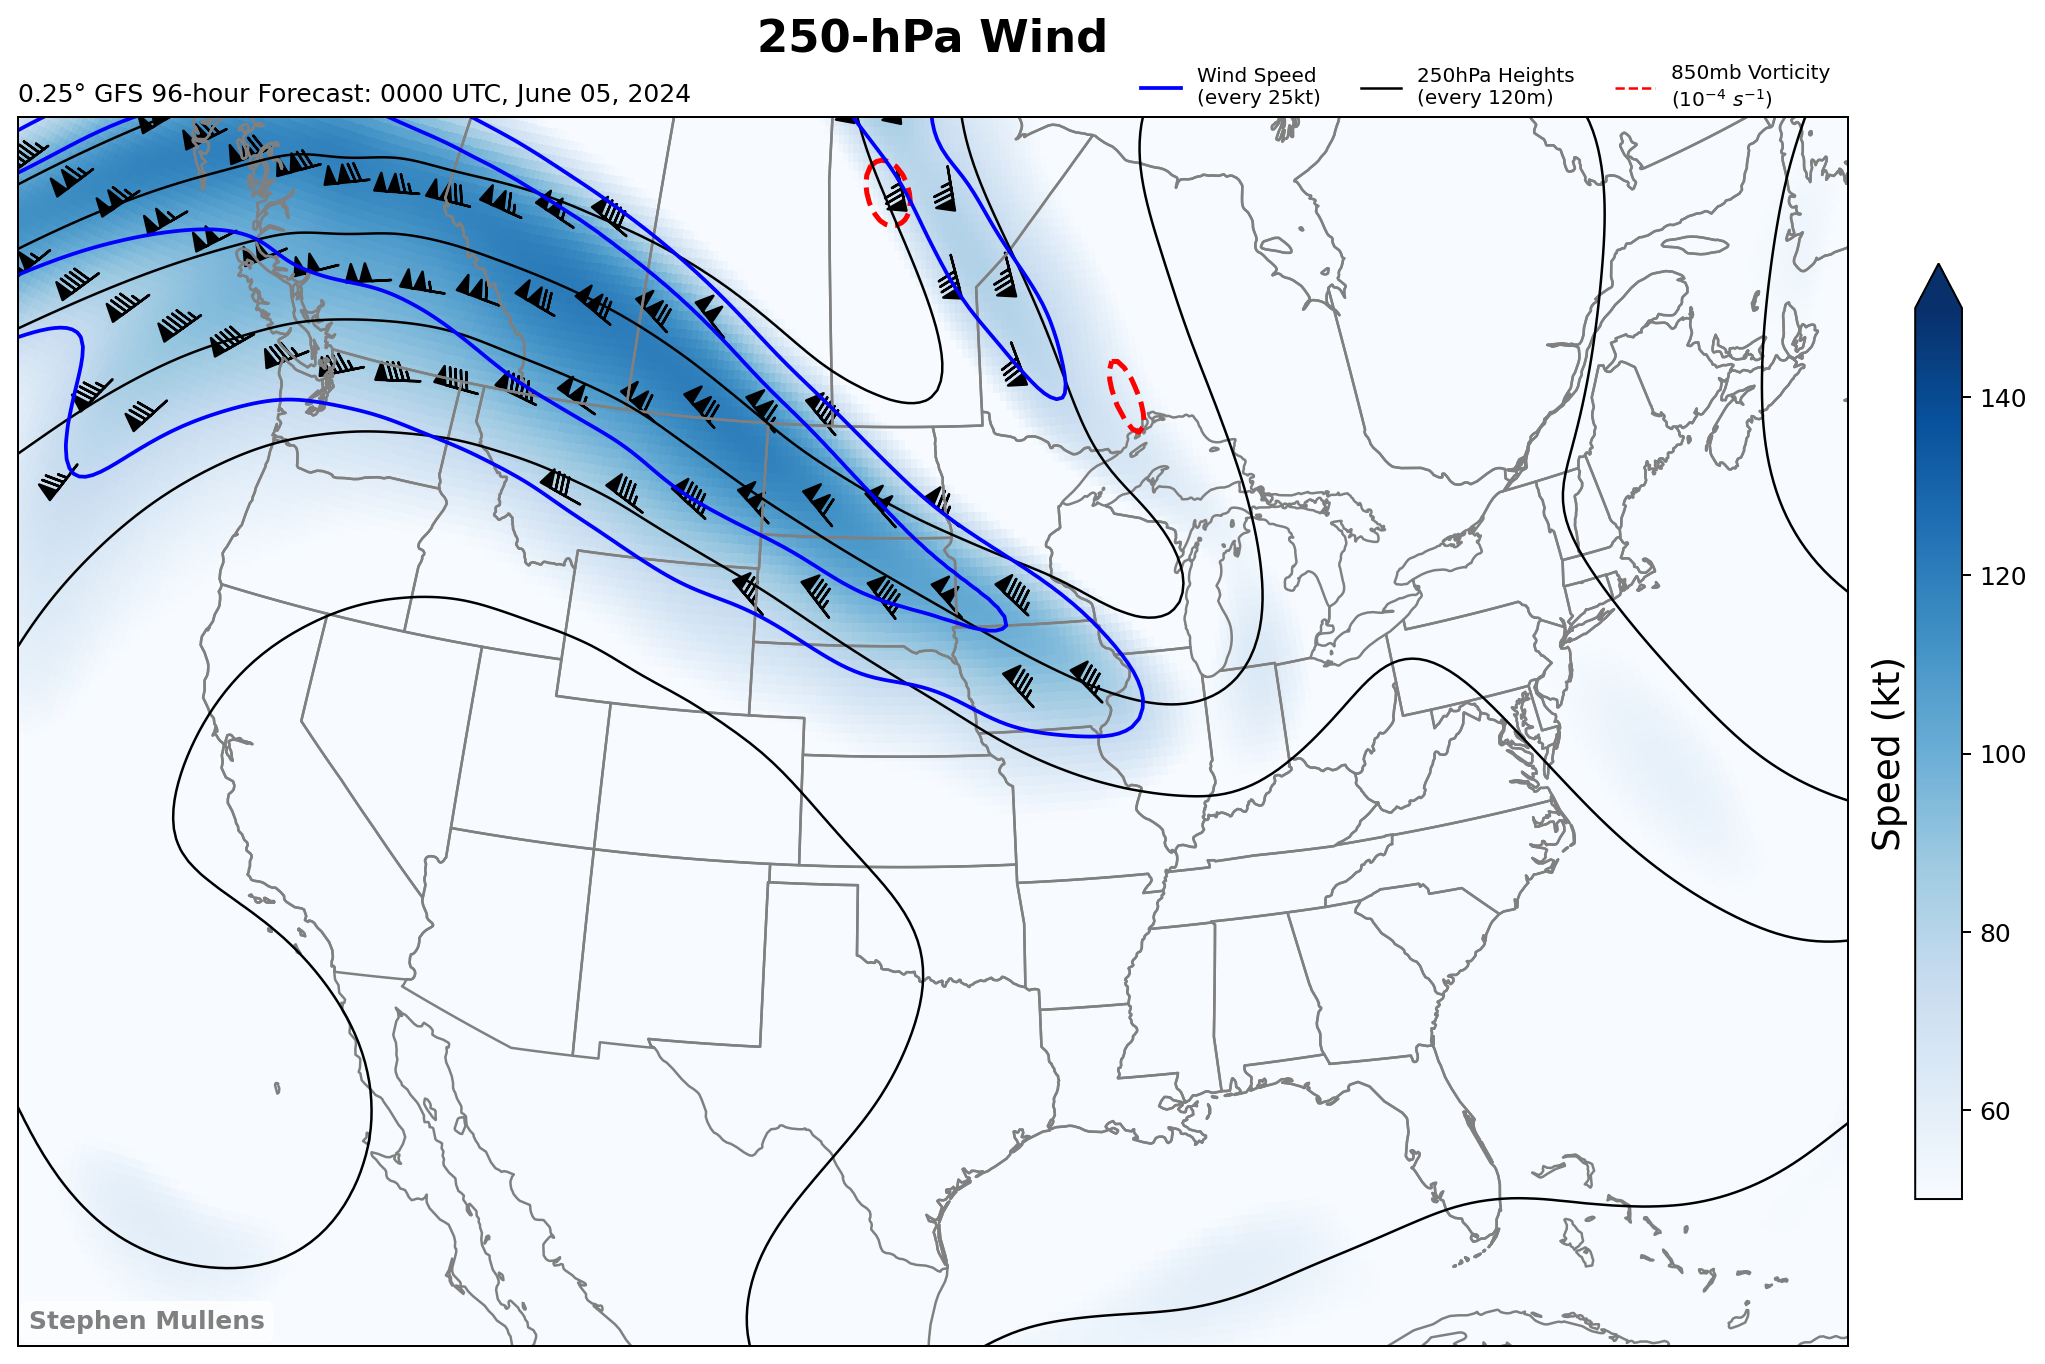 250-hPa Wind
0.25° GFS 96-hour Forecast: 0000 UTC, June 05, 2024
Wind Speed
(every 25kt)
250hPa Heights
(every 120m)
850mb Vorticity
(10⁻⁴ s⁻¹)
140
120
100
80
60
Speed (kt)
Stephen Mullens